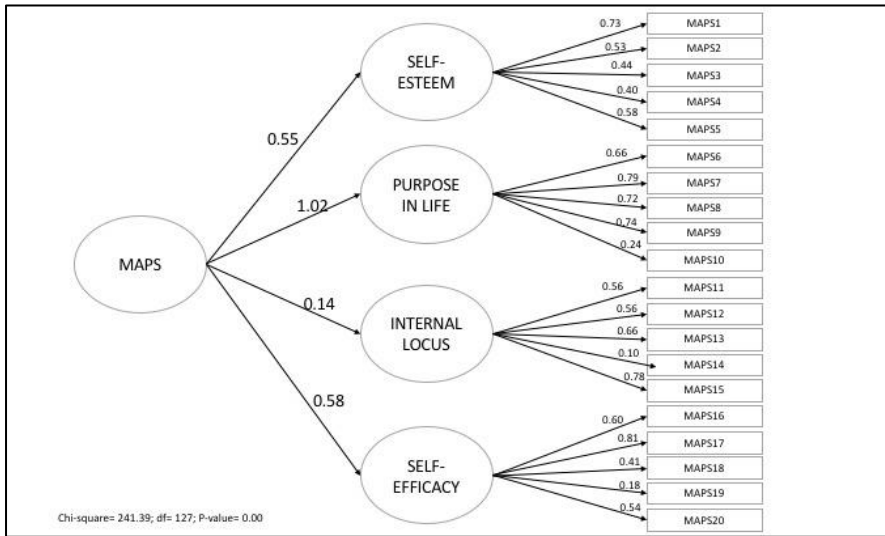 MAPS
0.55
1.02
0.14
0.58
SELF-
ESTEEM
0.73
0.53
0.44
0.40
0.58
MAPS1
MAPS2
MAPS3
MAPS4
MAPS5
PURPOSE
IN LIFE
0.66
0.79
0.72
0.74
0.24
MAPS6
MAPS7
MAPS8
MAPS9
MAPS10
INTERNAL
LOCUS
0.56
0.56
0.66
0.10
0.78
MAPS11
MAPS12
MAPS13
MAPS14
MAPS15
SELF-
EFFICACY
0.60
0.81
0.41
0.18
0.54
MAPS16
MAPS17
MAPS18
MAPS19
MAPS20
Chi-square= 241.39; df= 127; P-value= 0.00